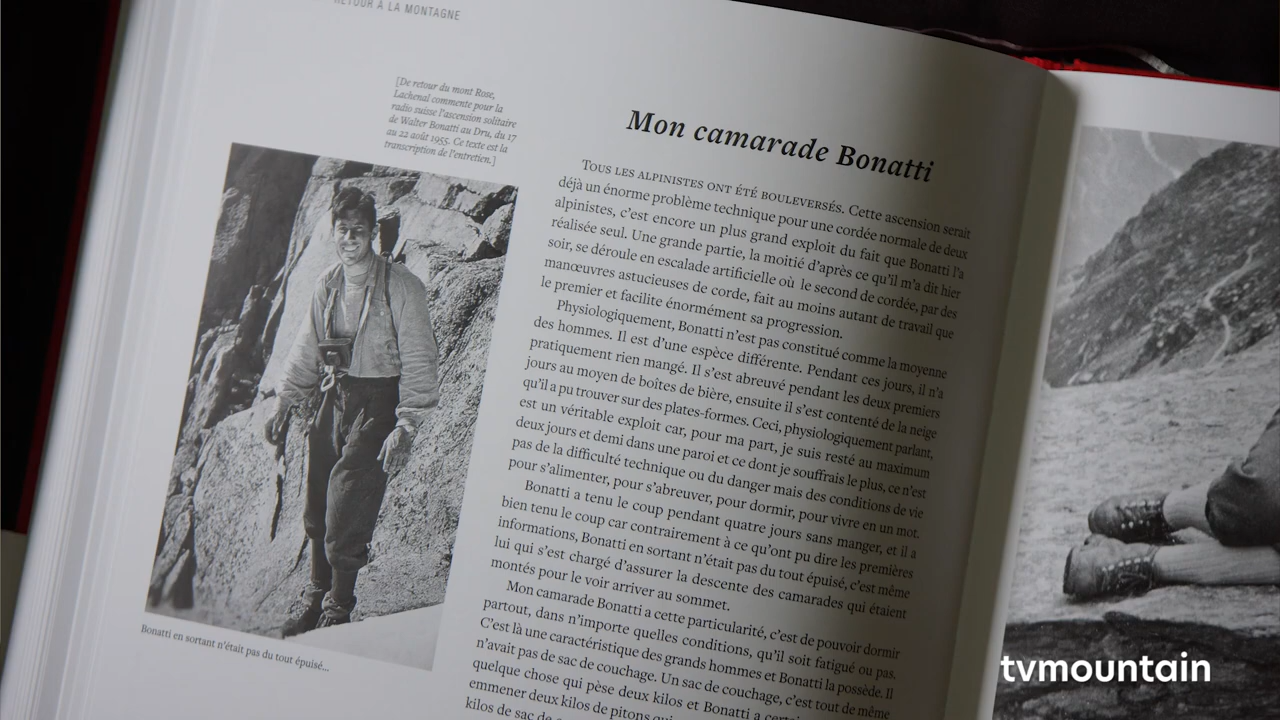 RETOUR À LA MONTAGNE
[De retour du mont Rose,
Lachenal commente pour la
radio suisse l'ascension solitaire
de Walter Bonatti au Dru, du 17
au 22 août 1955. Ce texte est la
transcription de l'entretien.]
Mon camarade Bonatti
TOUS LES ALPINISTES ONT ÉTÉ BOULEVERSÉS. Cette ascension serait
déjà un énorme problème technique pour une cordée normale de deux
alpinistes, c'est encore un plus grand exploit du fait que Bonatti l'a
réalisée seul. Une grande partie, la moitié d'après ce qu'il m'a dit hier
soir, se déroule en escalade artificielle où le second de cordée, par des
manœuvres astucieuses de corde, fait au moins autant de travail que
le premier et facilite énormément sa progression.
Physiologiquement, Bonatti n'est pas constitué comme la moyenne
des hommes. Il est d'une espèce différente. Pendant ces jours, il n'a
pratiquement rien mangé. Il s'est abreuvé pendant les deux premiers
jours au moyen de boîtes de bière, ensuite il s'est contenté de la neige
qu'il a pu trouver sur des plates-formes. Ceci, physiologiquement parlant,
est un véritable exploit car, pour ma part, je suis resté au maximum
deux jours et demi dans une paroi et ce dont je souffrais le plus, ce n'est
pas de la difficulté technique ou du danger mais des conditions de vie
pour s'alimenter, pour s'abreuver, pour dormir, pour vivre en un mot.
Bonatti a tenu le coup pendant quatre jours sans manger, et il a
bien tenu le coup car contrairement à ce qu'ont pu dire les premières
informations, Bonatti en sortant n'était pas du tout épuisé, c'est même
lui qui s'est chargé d'assurer la descente des camarades qui étaient
montés pour le voir arriver au sommet.
Mon camarade Bonatti a cette particularité, c'est de pouvoir dormir
partout, dans n'importe quelles conditions, qu'il soit fatigué ou pas.
C'est là une caractéristique des grands hommes et Bonatti la possède. Il
n'avait pas de sac de couchage. Un sac de couchage, c'est tout de même
quelque chose qui pèse deux kilos et Bonatti a
emmener deux kilos de pitons
kilos de sac de
Bonatti en sortant n'était pas du tout épuisé...
tvmountain